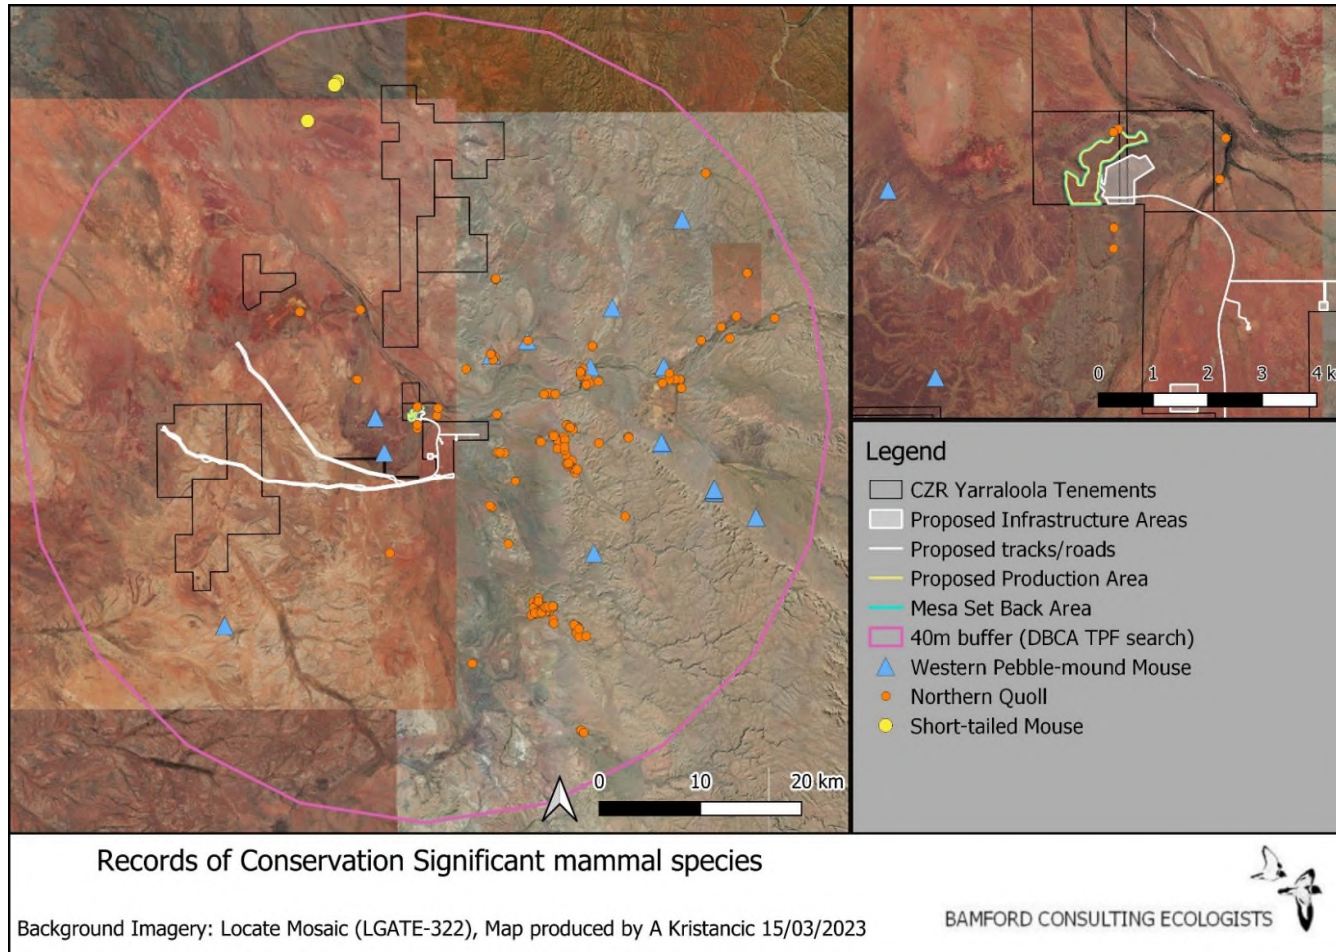 0 10 20 km
0 1 2 3 4 k
Legend
CZR Yarraloola Tenements
Proposed Infrastructure Areas
Proposed tracks/roads
Proposed Production Area
Mesa Set Back Area
40m buffer (DBCA TPF search)
Western Pebble-mound Mouse
Northern Quoll
Short-tailed Mouse
Records of Conservation Significant mammal species
Background Imagery: Locate Mosaic (LGATE-322), Map produced by A Kristancic 15/03/2023
BAMFORD CONSULTING ECOLOGISTS